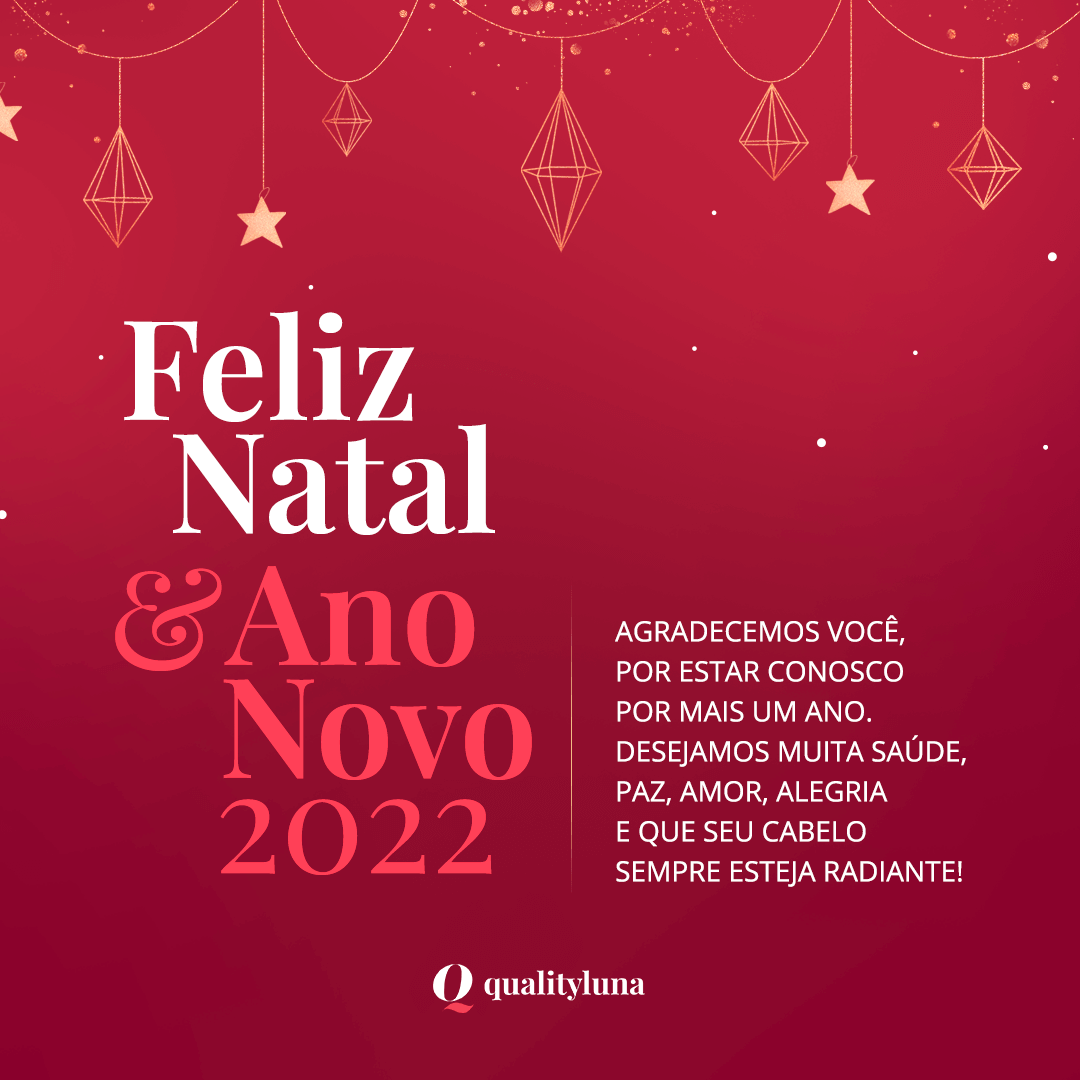 Feliz
Natal
& Ano
Novo
2022
AGRADECEMOS VOCÊ,
POR ESTAR CONOSCO
POR MAIS UM ANO.
DESEJAMOS MUITA SAÚDE,
PAZ, AMOR, ALEGRIA
E QUE SEU CABELO
SEMPRE ESTEJA RADIANTE!
Q qualityluna